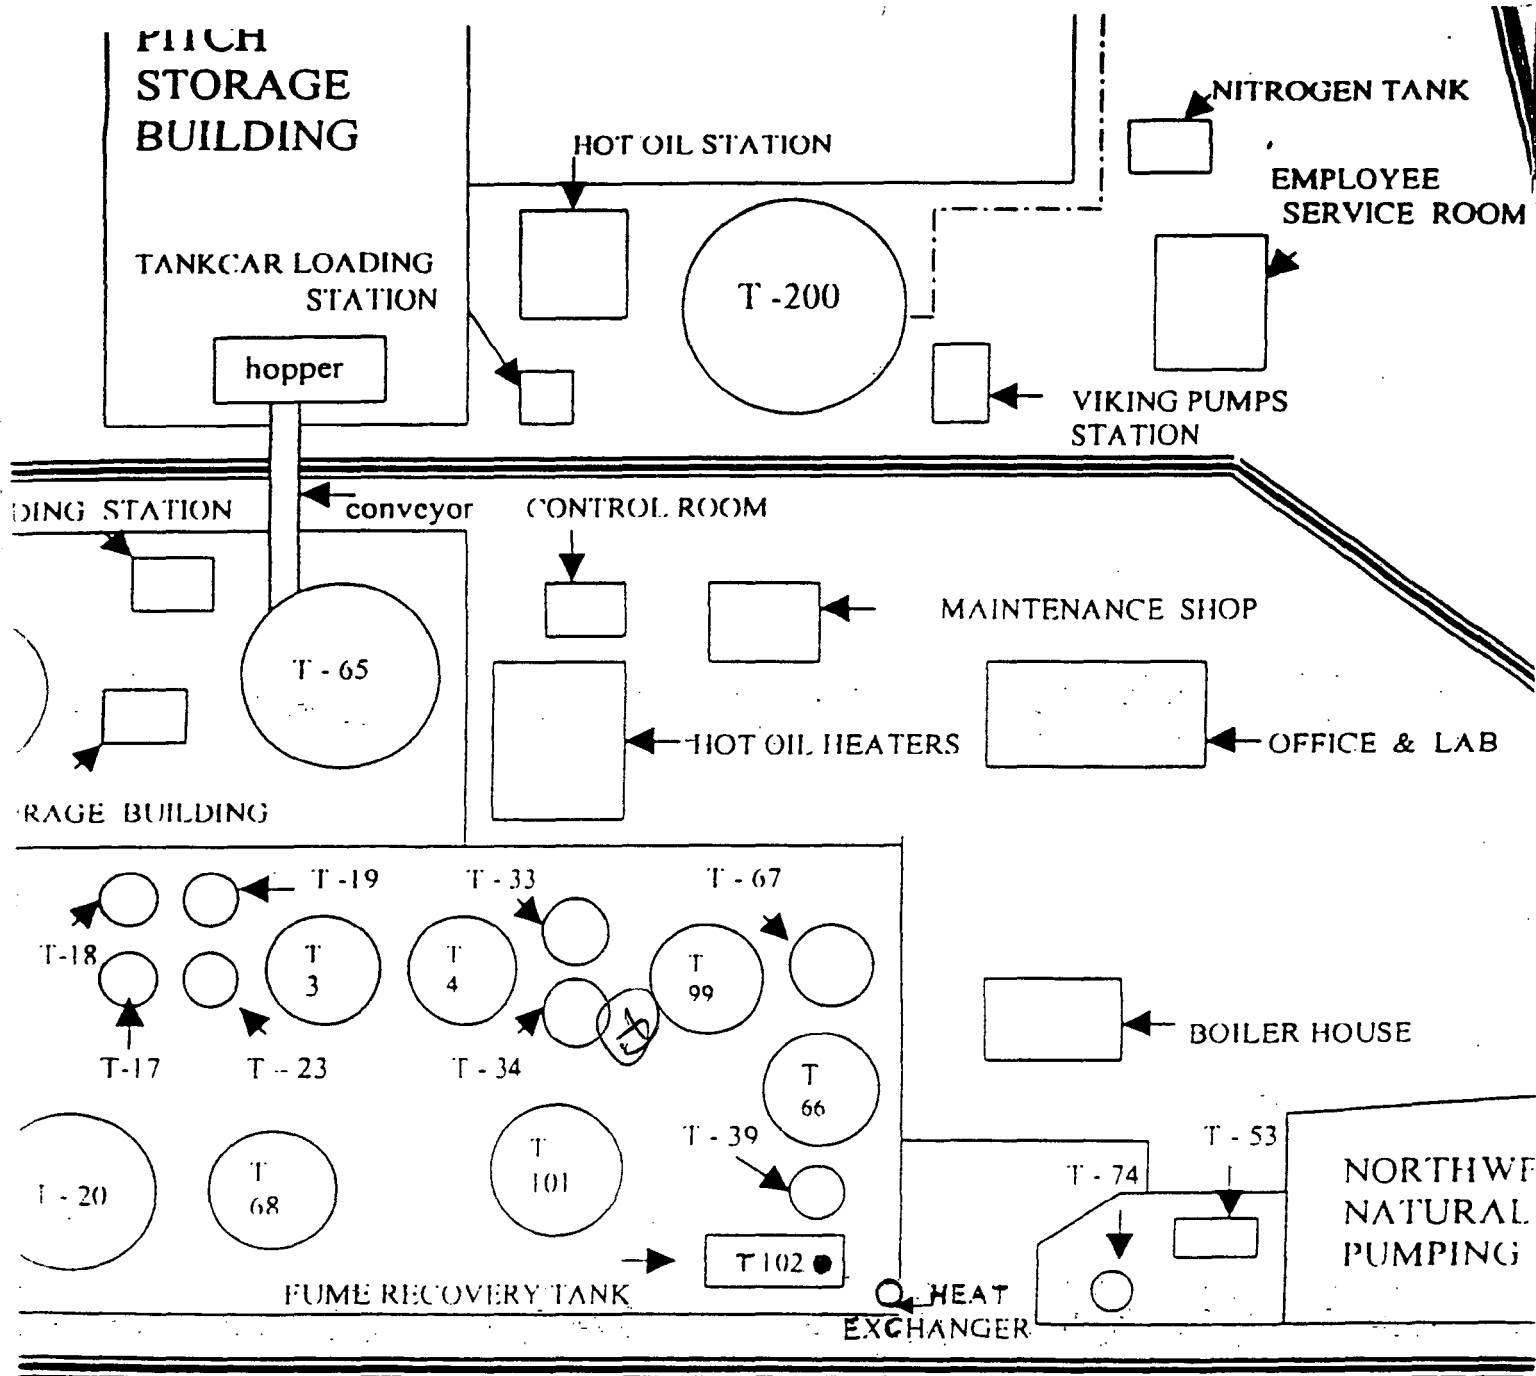 PITCH
STORAGE
BUILDING
NITROGEN TANK
HOT OIL STATION
EMPLOYEE
SERVICE ROOM
TANKCAR LOADING
STATION
T -200
hopper
VIKING PUMPS
STATION
DING STATION
conveyor
CONTROL ROOM
MAINTENANCE SHOP
T - 65
HOT OIL HEATERS
OFFICE & LAB
RAGE BUILDING
T -19
T - 33
T - 67
T-18
T
3
T
4
T
99
T-17
T - 23
T - 34
BOILER HOUSE
T
66
T - 39
T - 53
T - 74
T - 20
T
68
T
101
NORTHWE
NATURAL
PUMPING
T 102
FUME RECOVERY TANK
HEAT
EXCHANGER